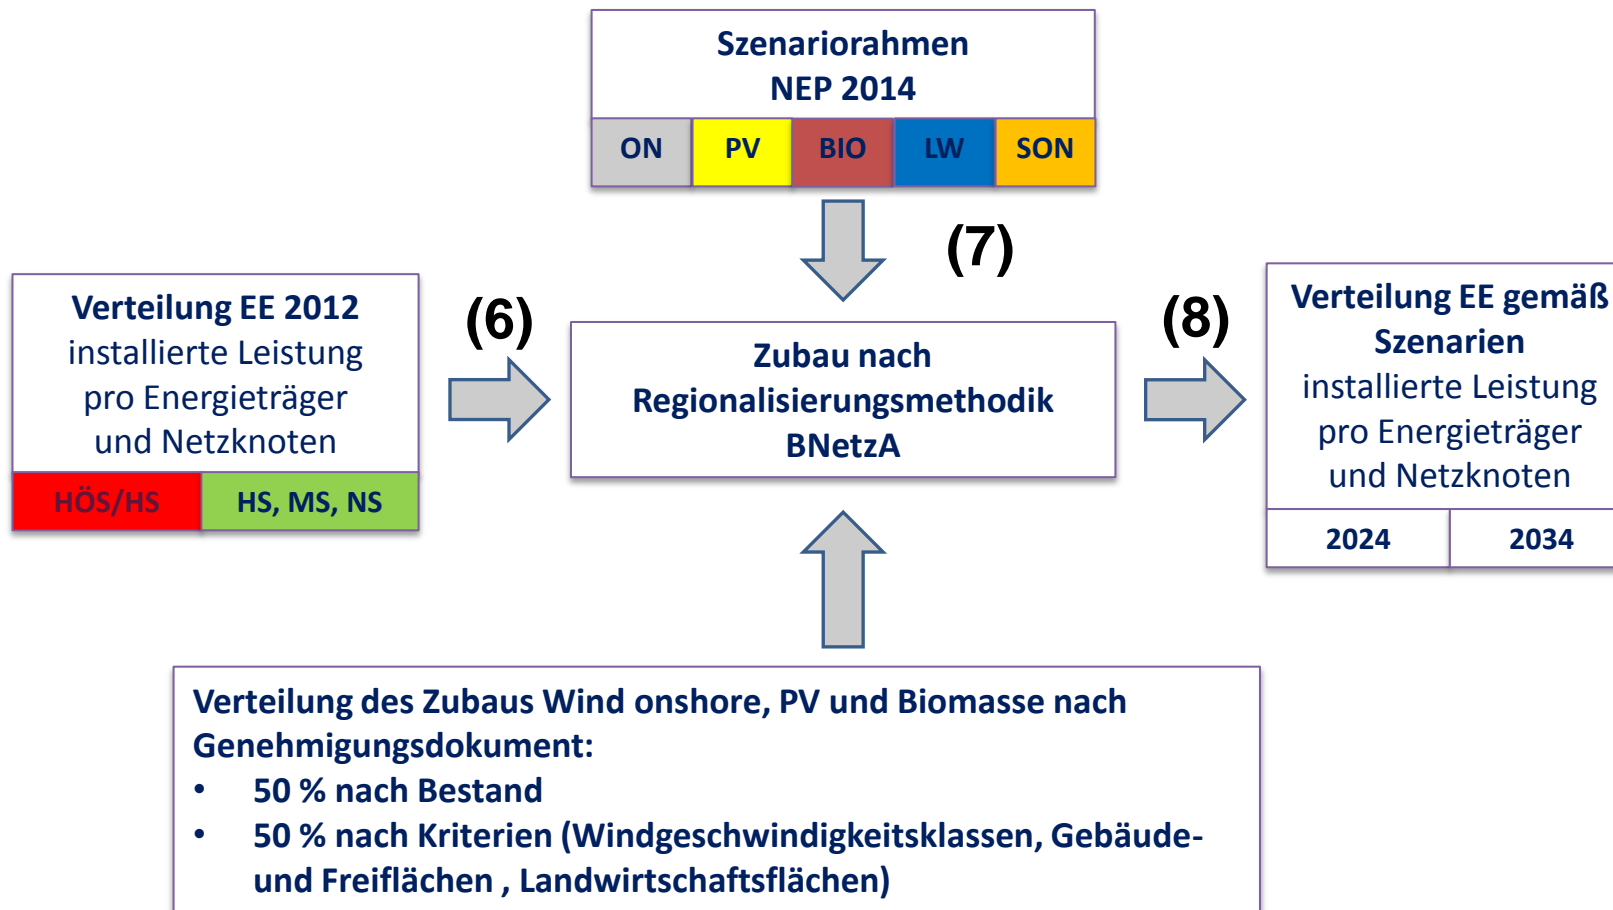 Szenariorahmen
NEP 2014
ON PV BIO LW SON
(7)
Verteilung EE 2012
installierte Leistung
pro Energieträger
und Netzknoten
HÖS/HS HS, MS, NS
(6)
Zubau nach
Regionalisierungsmethodik
BNetzA
(8)
Verteilung EE gemäß
Szenarien
installierte Leistung
pro Energieträger
und Netzknoten
2024 2034
Verteilung des Zubaus Wind onshore, PV und Biomasse nach
Genehmigungsdokument:
• 50 % nach Bestand
• 50 % nach Kriterien (Windgeschwindigkeitsklassen, Gebäude-
und Freiflächen , Landwirtschaftsflächen)